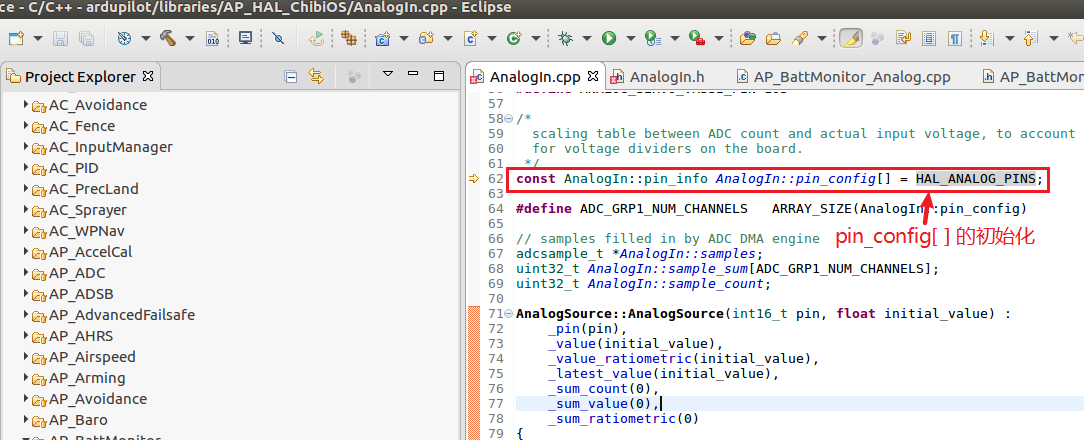 ce - C/C++ - ardupilot/libraries/AP_HAL_ChibiOS/AnalogIn.cpp - Eclipse
Project Explorer
AC_Avoidance
AC_Fence
AC_InputManager
AC_PID
AC_PrecLand
AC_Sprayer
AC_WPNav
AP_AccelCal
AP_ADC
AP_ADSB
AP_AdvancedFailsafe
AP_AHRS
AP_Airspeed
AP_Arming
AP_Avoidance
AP_Baro
AP_BattMonitor
AnalogIn.cpp AnalogIn.h AP_BattMonitor_Analog.cpp AP_BattMon
57
58 /*
59 scaling table between ADC count and actual input voltage, to account
60 for voltage dividers on the board.
61 */
62 const AnalogIn::pin_info AnalogIn::pin_config[] = HAL_ANALOG_PINS;
63
64 #define ADC_GRP1_NUM_CHANNELS ARRAY_SIZE(AnalogIn::pin_config)
65
pin_config[ ] 的初始化
66 // samples filled in by ADC DMA engine
67 adcsample_t *AnalogIn::samples;
68 uint32_t AnalogIn::sample_sum[ADC_GRP1_NUM_CHANNELS];
69 uint32_t AnalogIn::sample_count;
70
71 AnalogSource::AnalogSource(int16_t pin, float initial_value) :
72 _pin(pin),
73 _value(initial_value),
74 _value_ratiometric(initial_value),
75 _latest_value(initial_value),
76 _sum_count(0),
77 _sum_value(0),
78 _sum_ratiometric(0)
79 {